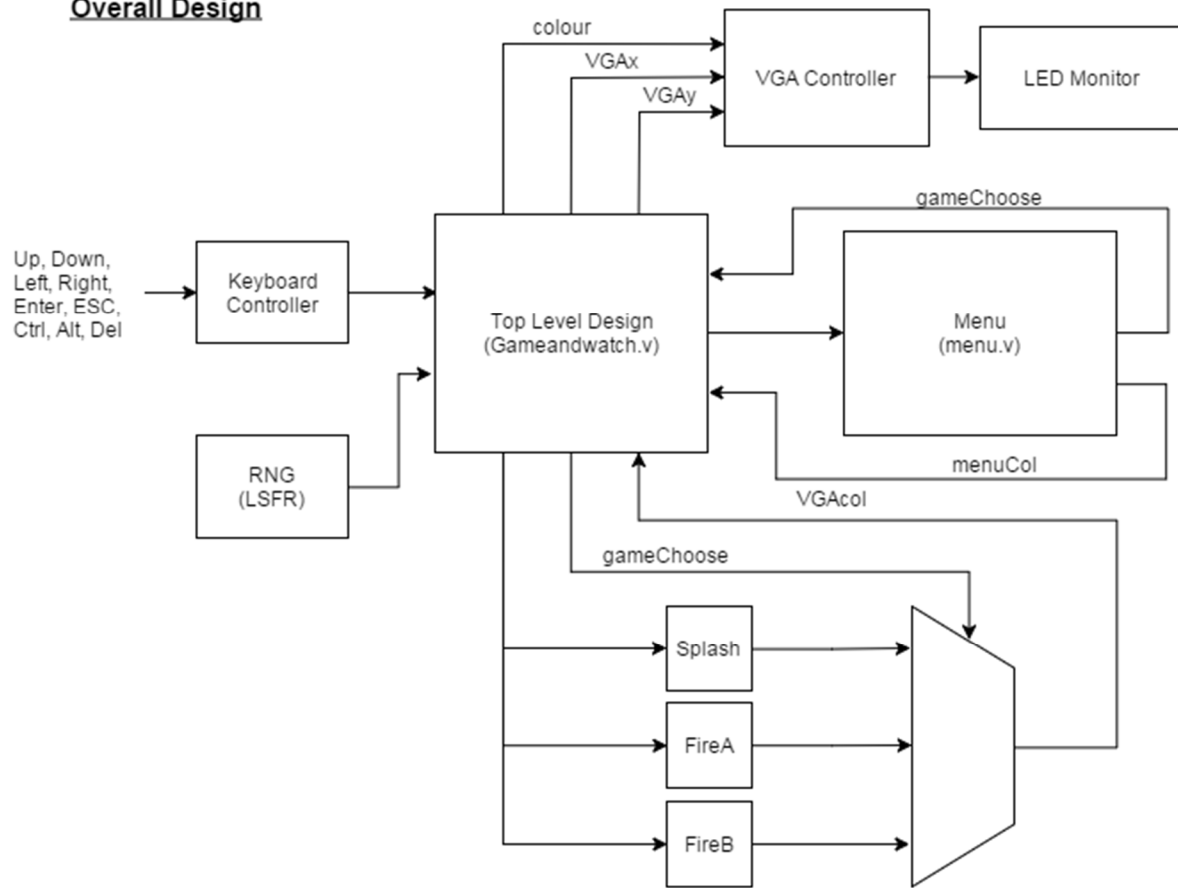 Overall Design
colour
VGAx
VGAy
VGA Controller
LED Monitor
gameChoose
Up, Down,
Left, Right,
Enter, ESC,
Ctrl, Alt, Del
Keyboard
Controller
Top Level Design
(Gameandwatch.v)
Menu
(menu.v)
RNG
(LSFR)
menuCol
VGAcol
gameChoose
Splash
FireA
FireB